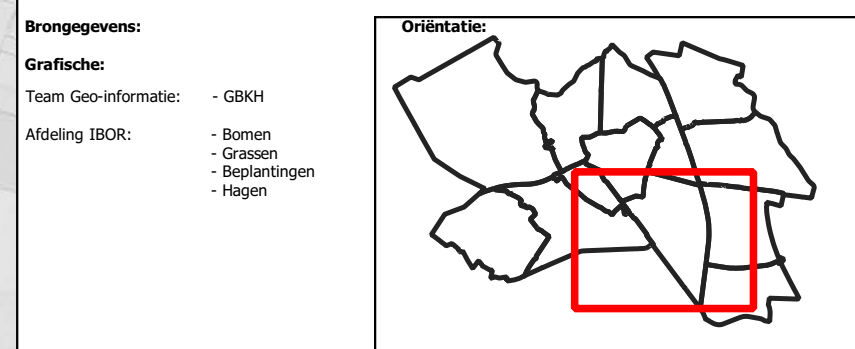 Brongegevens:
Oriëntatie:
Grafische:
Team Geo-informatie: - GBKH
Afdeling IBOR: - Bomen
- Grassen
- Beplantingen
- Hagen